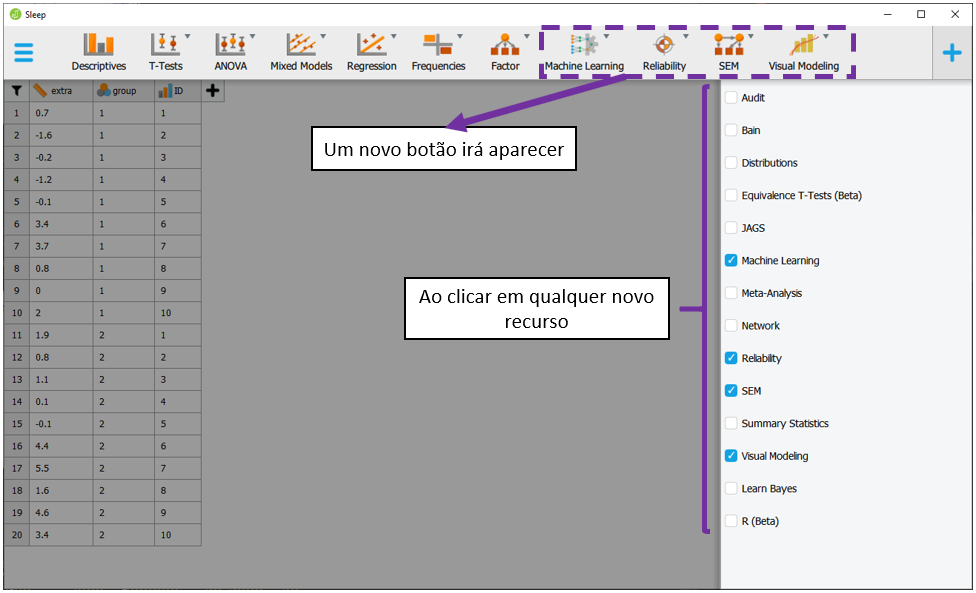 Sleep
Descriptives T-Tests ANOVA Mixed Models Regression Frequencies Factor Machine Learning Reliability SEM Visual Modeling
extra group ID
1 0.7 1 1
2 -1.6 1 2
3 -0.2 1 3
4 -1.2 1 4
5 -0.1 1 5
6 3.4 1 6
7 3.7 1 7
8 0.8 1 8
9 0 1 9
10 2 1 10
11 1.9 2 1
12 0.8 2 2
13 1.1 2 3
14 0.1 2 4
15 -0.1 2 5
16 4.4 2 6
17 5.5 2 7
18 1.6 2 8
19 4.6 2 9
20 3.4 2 10
Um novo botão irá aparecer
Ao clicar em qualquer novo
recurso
Audit
Bain
Distributions
Equivalence T-Tests (Beta)
JAGS
Machine Learning
Meta-Analysis
Network
Reliability
SEM
Summary Statistics
Visual Modeling
Learn Bayes
R (Beta)